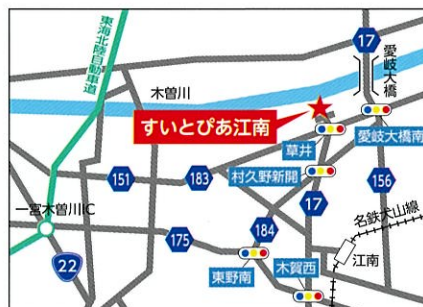 東海北陸自動車道
17
愛岐大橋
木曽川
すいとぴあ江南
草井
愛岐大橋南
村久野新開
151
183
17
156
一宮木曽川IC
175
184
名鉄犬山線
22
東野南
木賀西
江南